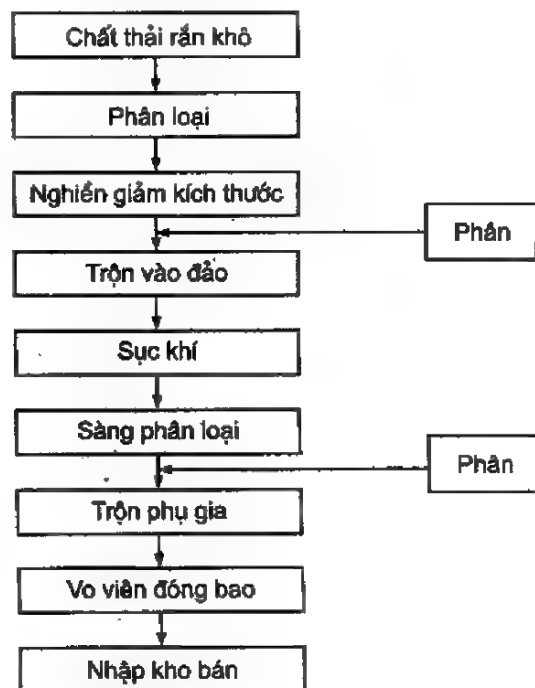 Chất thải rắn khô
Phân loại
Nghiền giảm kích thước
Phân
Trộn vào đảo
Sục khí
Sàng phân loại
Phân
Trộn phụ gia
Vo viên đóng bao
Nhập kho bán